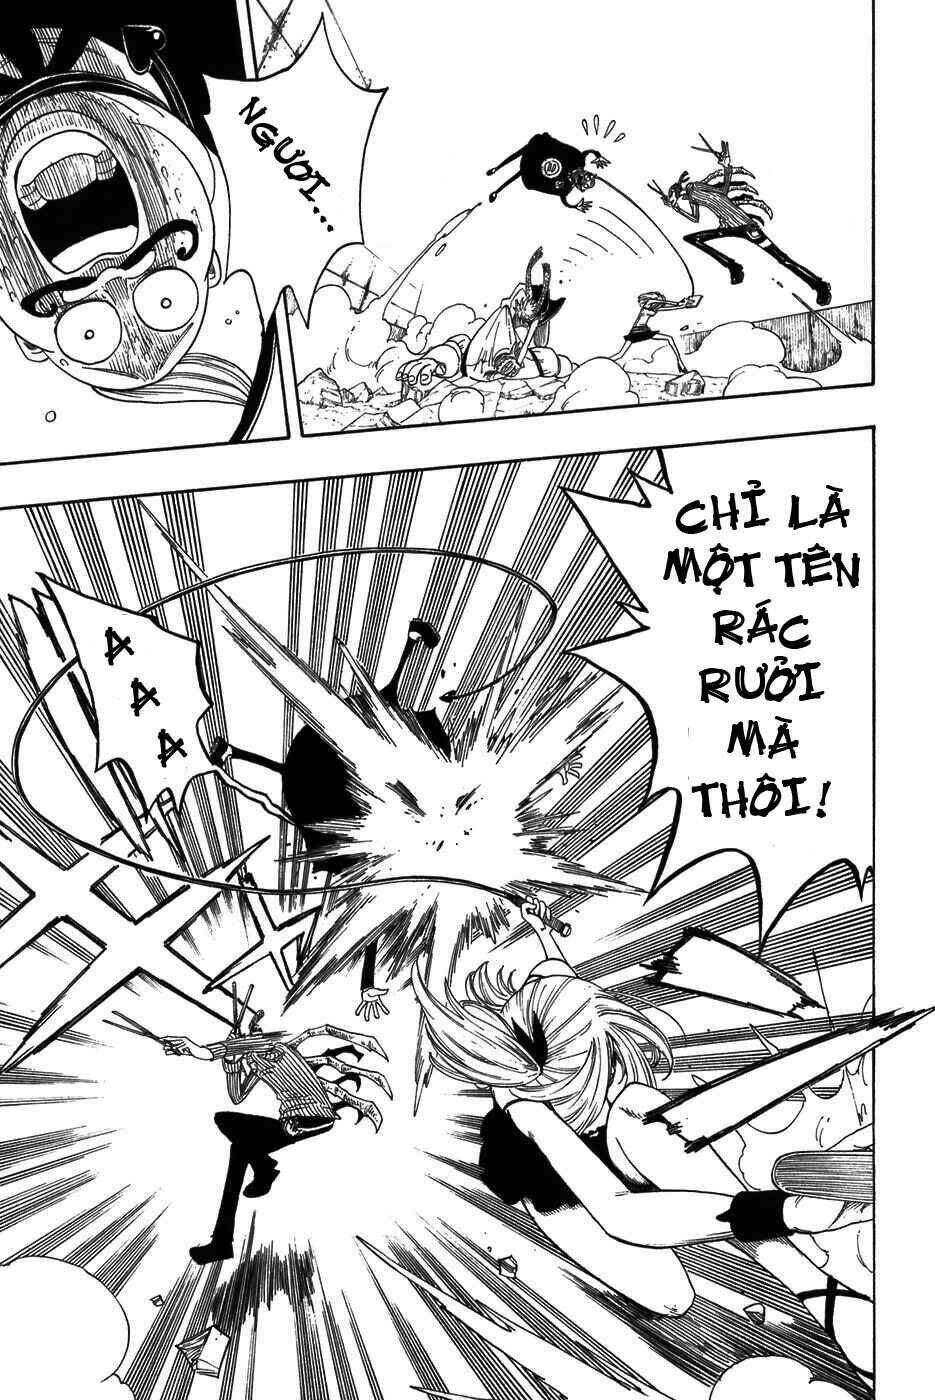 NGƯƠI...
CHỈ LÀ
MỘT TÊN
RÁC
RƯỞI
MÀ
THÔI!
A
A
A